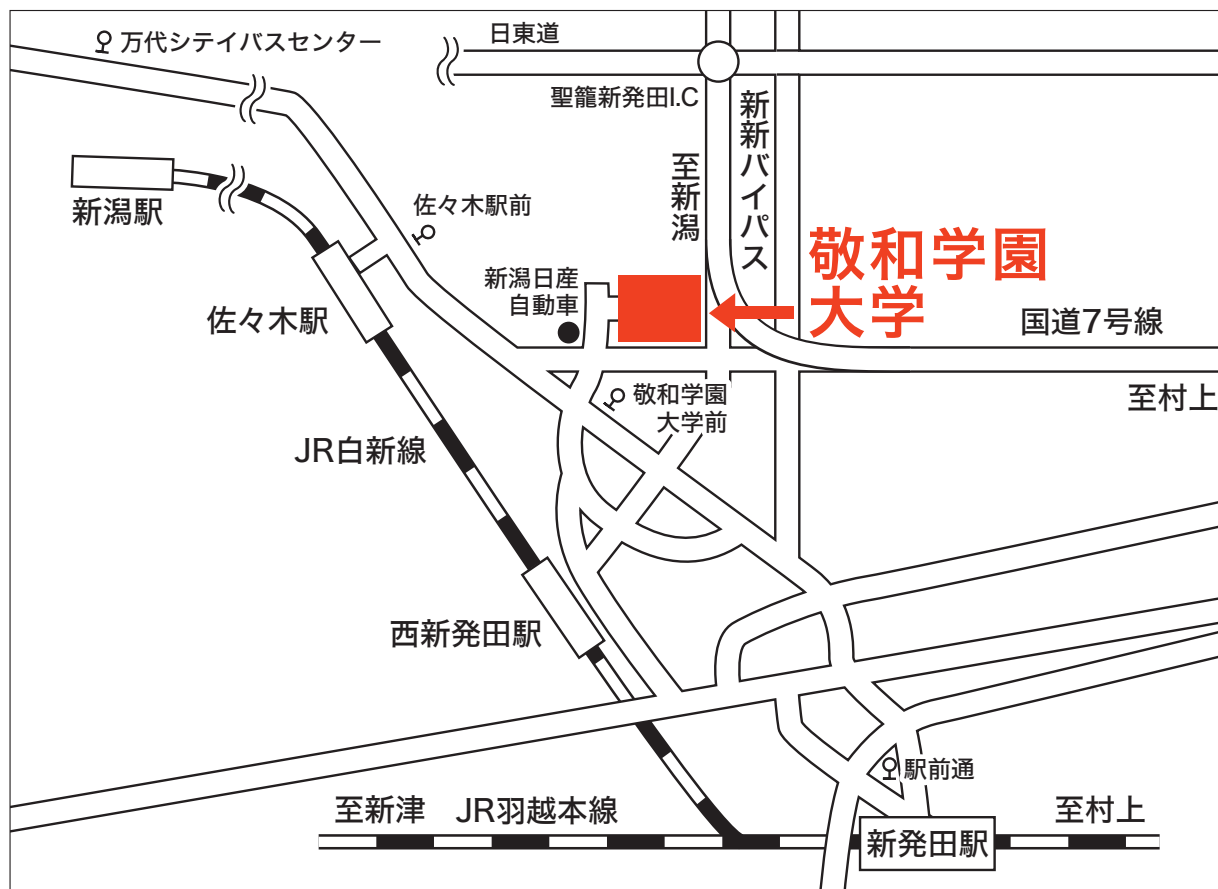 万代シテイバスセンター
日東道
聖籠新発田I.C
新新バイパス
至新潟
新潟駅
佐々木駅前
敬和学園
大学
新潟日産
自動車
佐々木駅
国道7号線
至村上
敬和学園
大学前
JR白新線
西新発田駅
駅前通
至新津
JR羽越本線
至村上
新発田駅